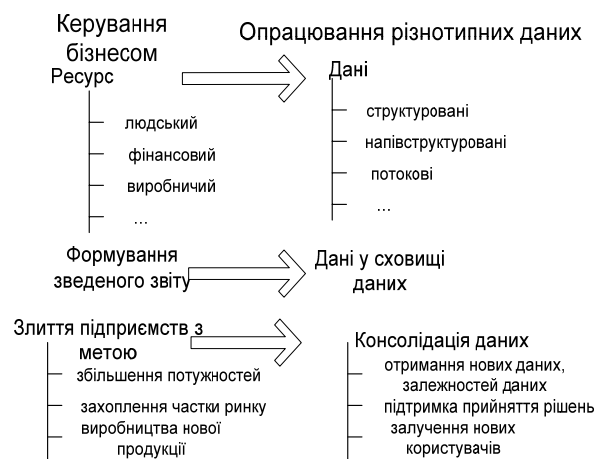 Керування
бізнесом
Опрацювання різнотипних даних
Ресурс
людський
фінансовий
виробничий
...
Дані
структуровані
напівструктуровані
потокові
...
Формування
зведеного звіту
Дані у сховищі
даних
Злиття підприємств з
метою
збільшення потужностей
захоплення частки ринку
виробництва нової
продукції
Консолідація даних
отримання нових даних,
залежностей даних
підтримка прийняття рішень
залучення нових
користувачів